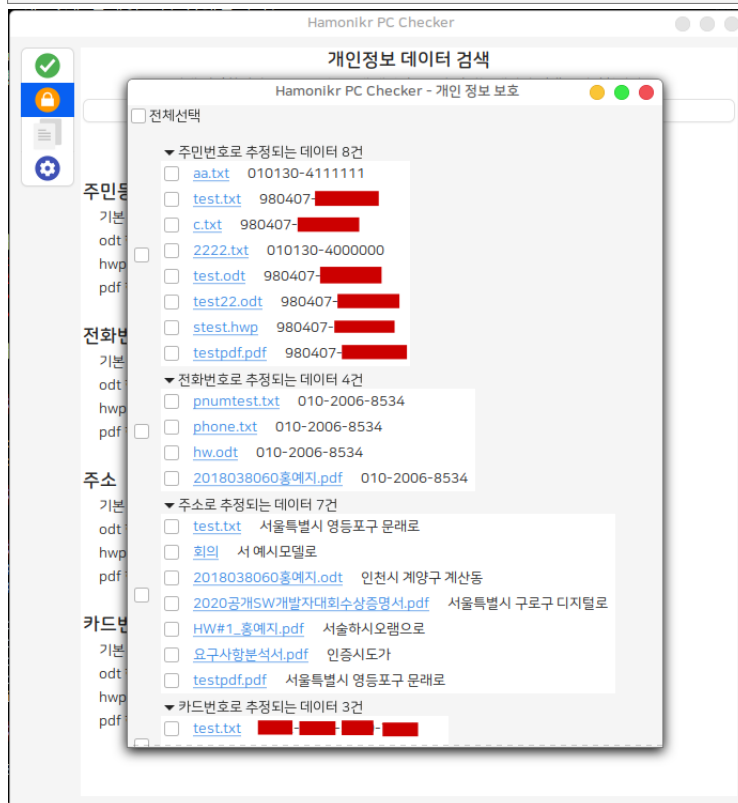 Hamonikr PC Checker
개인정보 데이터 검색
Hamonikr PC Checker - 개인 정보 보호
전체선택
주민번호로 추정되는 데이터 8건
aa.txt 010130-4111111
test.txt 980407-
c.txt 980407-
2222.txt 010130-4000000
test.odt 980407-
test22.odt 980407-
stest.hwp 980407-
testpdf.pdf 980407-
전화번호로 추정되는 데이터 4건
pnumtest.txt 010-2006-8534
phone.txt 010-2006-8534
hw.odt 010-2006-8534
2018038060홍예지.pdf 010-2006-8534
주소로 추정되는 데이터 7건
test.txt 서울특별시 영등포구 문래로
회의 서 예시모델로
2018038060홍예지.odt 인천시 계양구 계산동
2020공개SW개발자대회수상증명서.pdf 서울특별시 구로구 디지털로
HW#1_홍예지.pdf 서술하시오램으로
요구사항분석서.pdf 인증시도가
testpdf.pdf 서울특별시 영등포구 문래로
카드번호로 추정되는 데이터 3건
test.txt - - -
주민등
기본
odt
hwp
pdf
전화번
기본
odt
hwp
pdf
주소
기본
odt
hwp
pdf
카드번
기본
odt
hwp
pdf